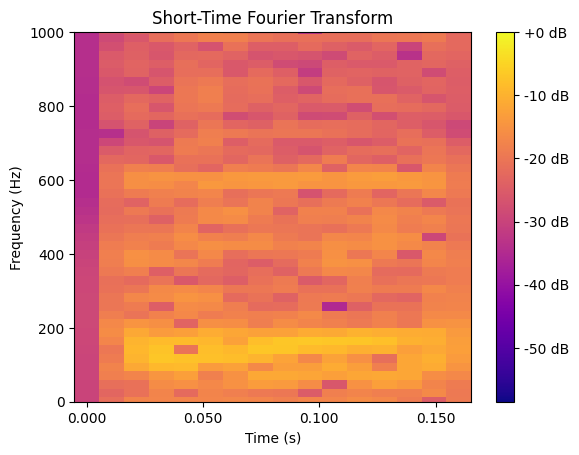 Short-Time Fourier Transform
1000
800
600
400
200
0
Frequency (Hz)
0.000
0.050
0.100
0.150
Time (s)
+0 dB
-10 dB
-20 dB
-30 dB
-40 dB
-50 dB